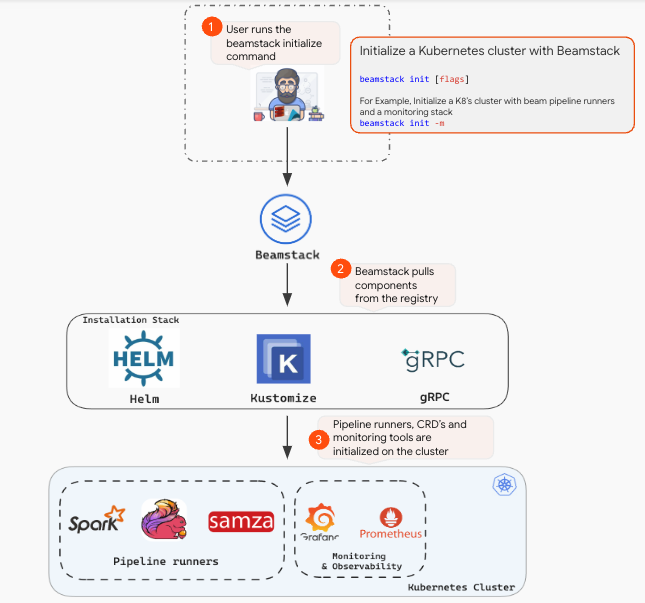 1
User runs the
beamstack initialize
command
Initialize a Kubernetes cluster with Beamstack
beamstack init [flags]
For Example, Initialize a K8's cluster with beam pipeline runners
and a monitoring stack
beamstack init -m
Beamstack
2
Beamstack pulls
components
from the registry
Installation Stack
HELM
K
gRPC
Helm
Kustomize
gRPC
3
Pipeline runners, CRD's and
monitoring tools are
initialized on the cluster
Spark
samza
Grafana
Prometheus
Pipeline runners
Monitoring
& Observability
Kubernetes Cluster